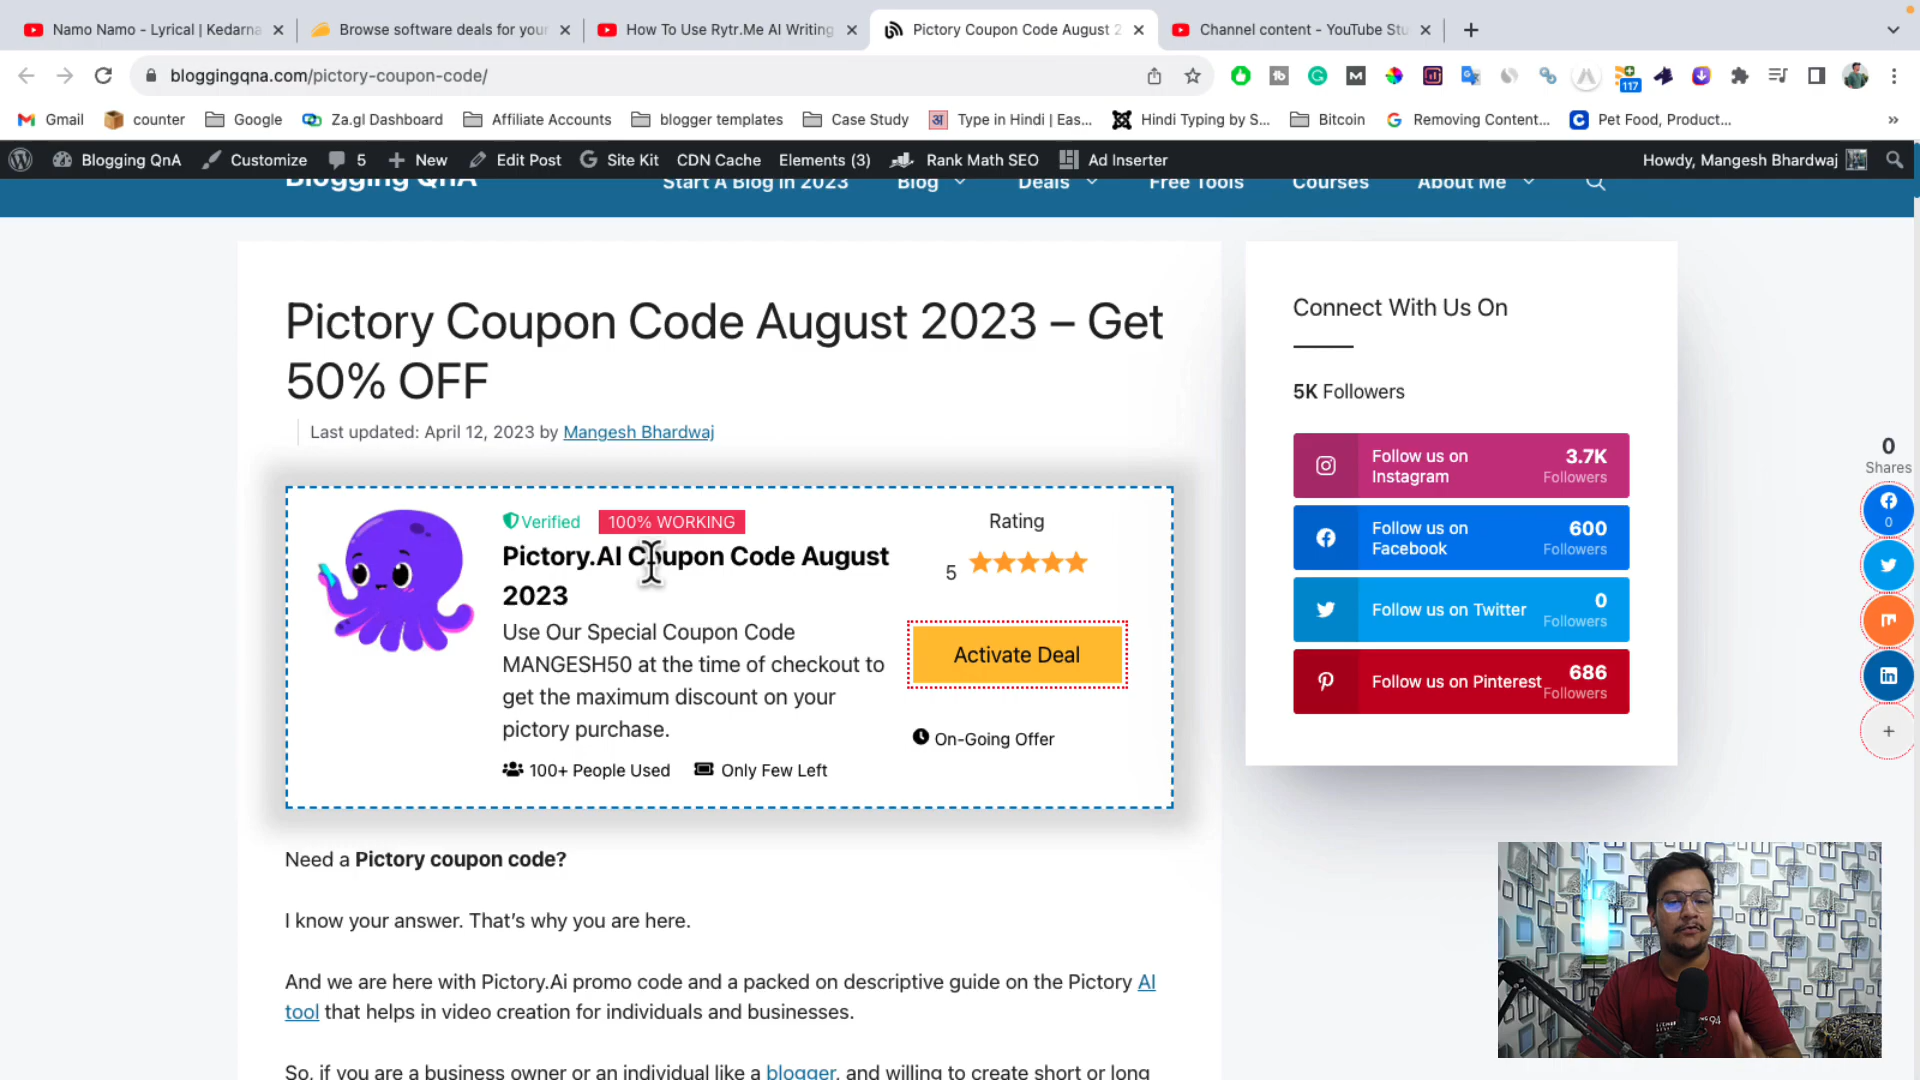 Namo Namo - Lyrical | Kedarna
Browse software deals for your
How To Use Rytr.Me AI Writing
Pictory Coupon Code August 2
Channel content - YouTube Stu
bloggingqna.com/pictory-coupon-code/
117
Gmail
counter
Google
Za.gl Dashboard
Affiliate Accounts
blogger templates
Case Study
Type in Hindi | Eas...
Hindi Typing by S...
Bitcoin
Removing Content...
Pet Food, Product...
Blogging QnA
Customize
5
New
Edit Post
Site Kit
CDN Cache
Elements (3)
Rank Math SEO
Ad Inserter
Howdy, Mangesh Bhardwaj
Blogging QnA
Start A Blog In 2023
Blog
Deals
Free Tools
Courses
About Me
Pictory Coupon Code August 2023 – Get
50% OFF
Last updated: April 12, 2023 by Mangesh Bhardwaj
Verified
100% WORKING
Pictory.AI Coupon Code August
2023
Use Our Special Coupon Code
MANGESH50 at the time of checkout to
get the maximum discount on your
pictory purchase.
100+ People Used
Only Few Left
Rating
5
Activate Deal
On-Going Offer
Need a Pictory coupon code?
I know your answer. That's why you are here.
And we are here with Pictory.Ai promo code and a packed on descriptive guide on the Pictory AI
tool that helps in video creation for individuals and businesses.
So, if you are a business owner or an individual like a blogger, and willing to create short or long
Connect With Us On
5K Followers
Follow us on
Instagram
3.7K
Followers
Follow us on
Facebook
600
Followers
Follow us on Twitter
0
Followers
Follow us on Pinterest
686
Followers
0
Shares
0